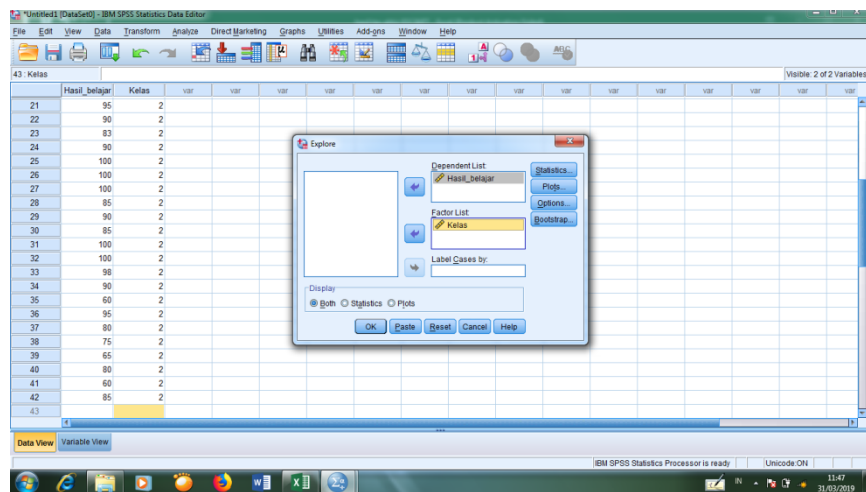 *Untitled1 [DataSet0] - IBM SPSS Statistics Data Editor
File Edit View Data Transform Analyze Direct Marketing Graphs Utilities Add-ons Window Help
43 : Kelas Visible: 2 of 2 Variables
Hasil_belajar Kelas var var var var var var var var var var var var var var var
21 95 2
22 90 2
23 83 2
24 90 2
25 100 2
26 100 2
27 100 2
28 85 2
29 90 2
30 85 2
31 100 2
32 100 2
33 98 2
34 90 2
35 60 2
36 95 2
37 80 2
38 75 2
39 65 2
40 80 2
41 60 2
42 85 2
43
Explore
Dependent List:
Hasil_belajar
Factor List:
Kelas
Label Cases by:
Statistics...
Plots...
Options...
Bootstrap...
Display
Both Statistics Plots
OK Paste Reset Cancel Help
Data View Variable View
IBM SPSS Statistics Processor is ready Unicode:ON
IN 11:47
31/03/2019